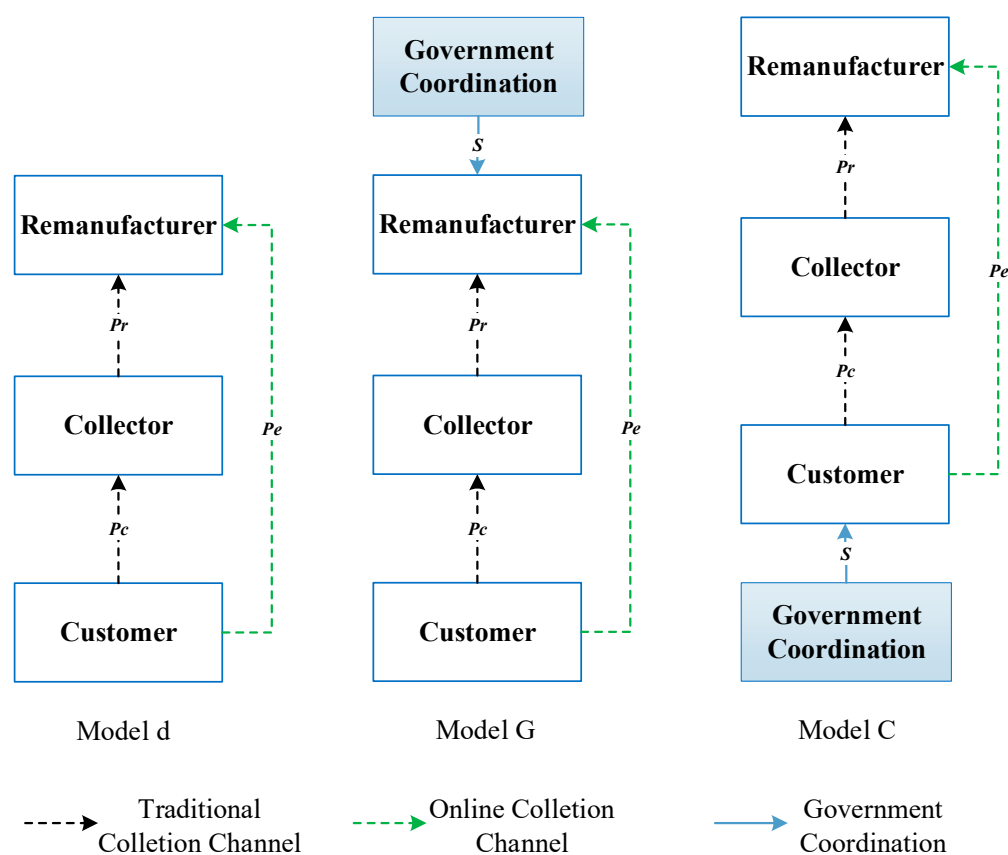 Government
Coordination
S
Remanufacturer
Pr
Collector
Pc
Customer
Pe
Model d
Remanufacturer
Pr
Collector
Pc
Customer
Pe
Model G
Remanufacturer
Pr
Collector
Pc
Customer
Pe
S
Government
Coordination
Model C
Traditional
Colletion Channel
Online Colletion
Channel
Government
Coordination